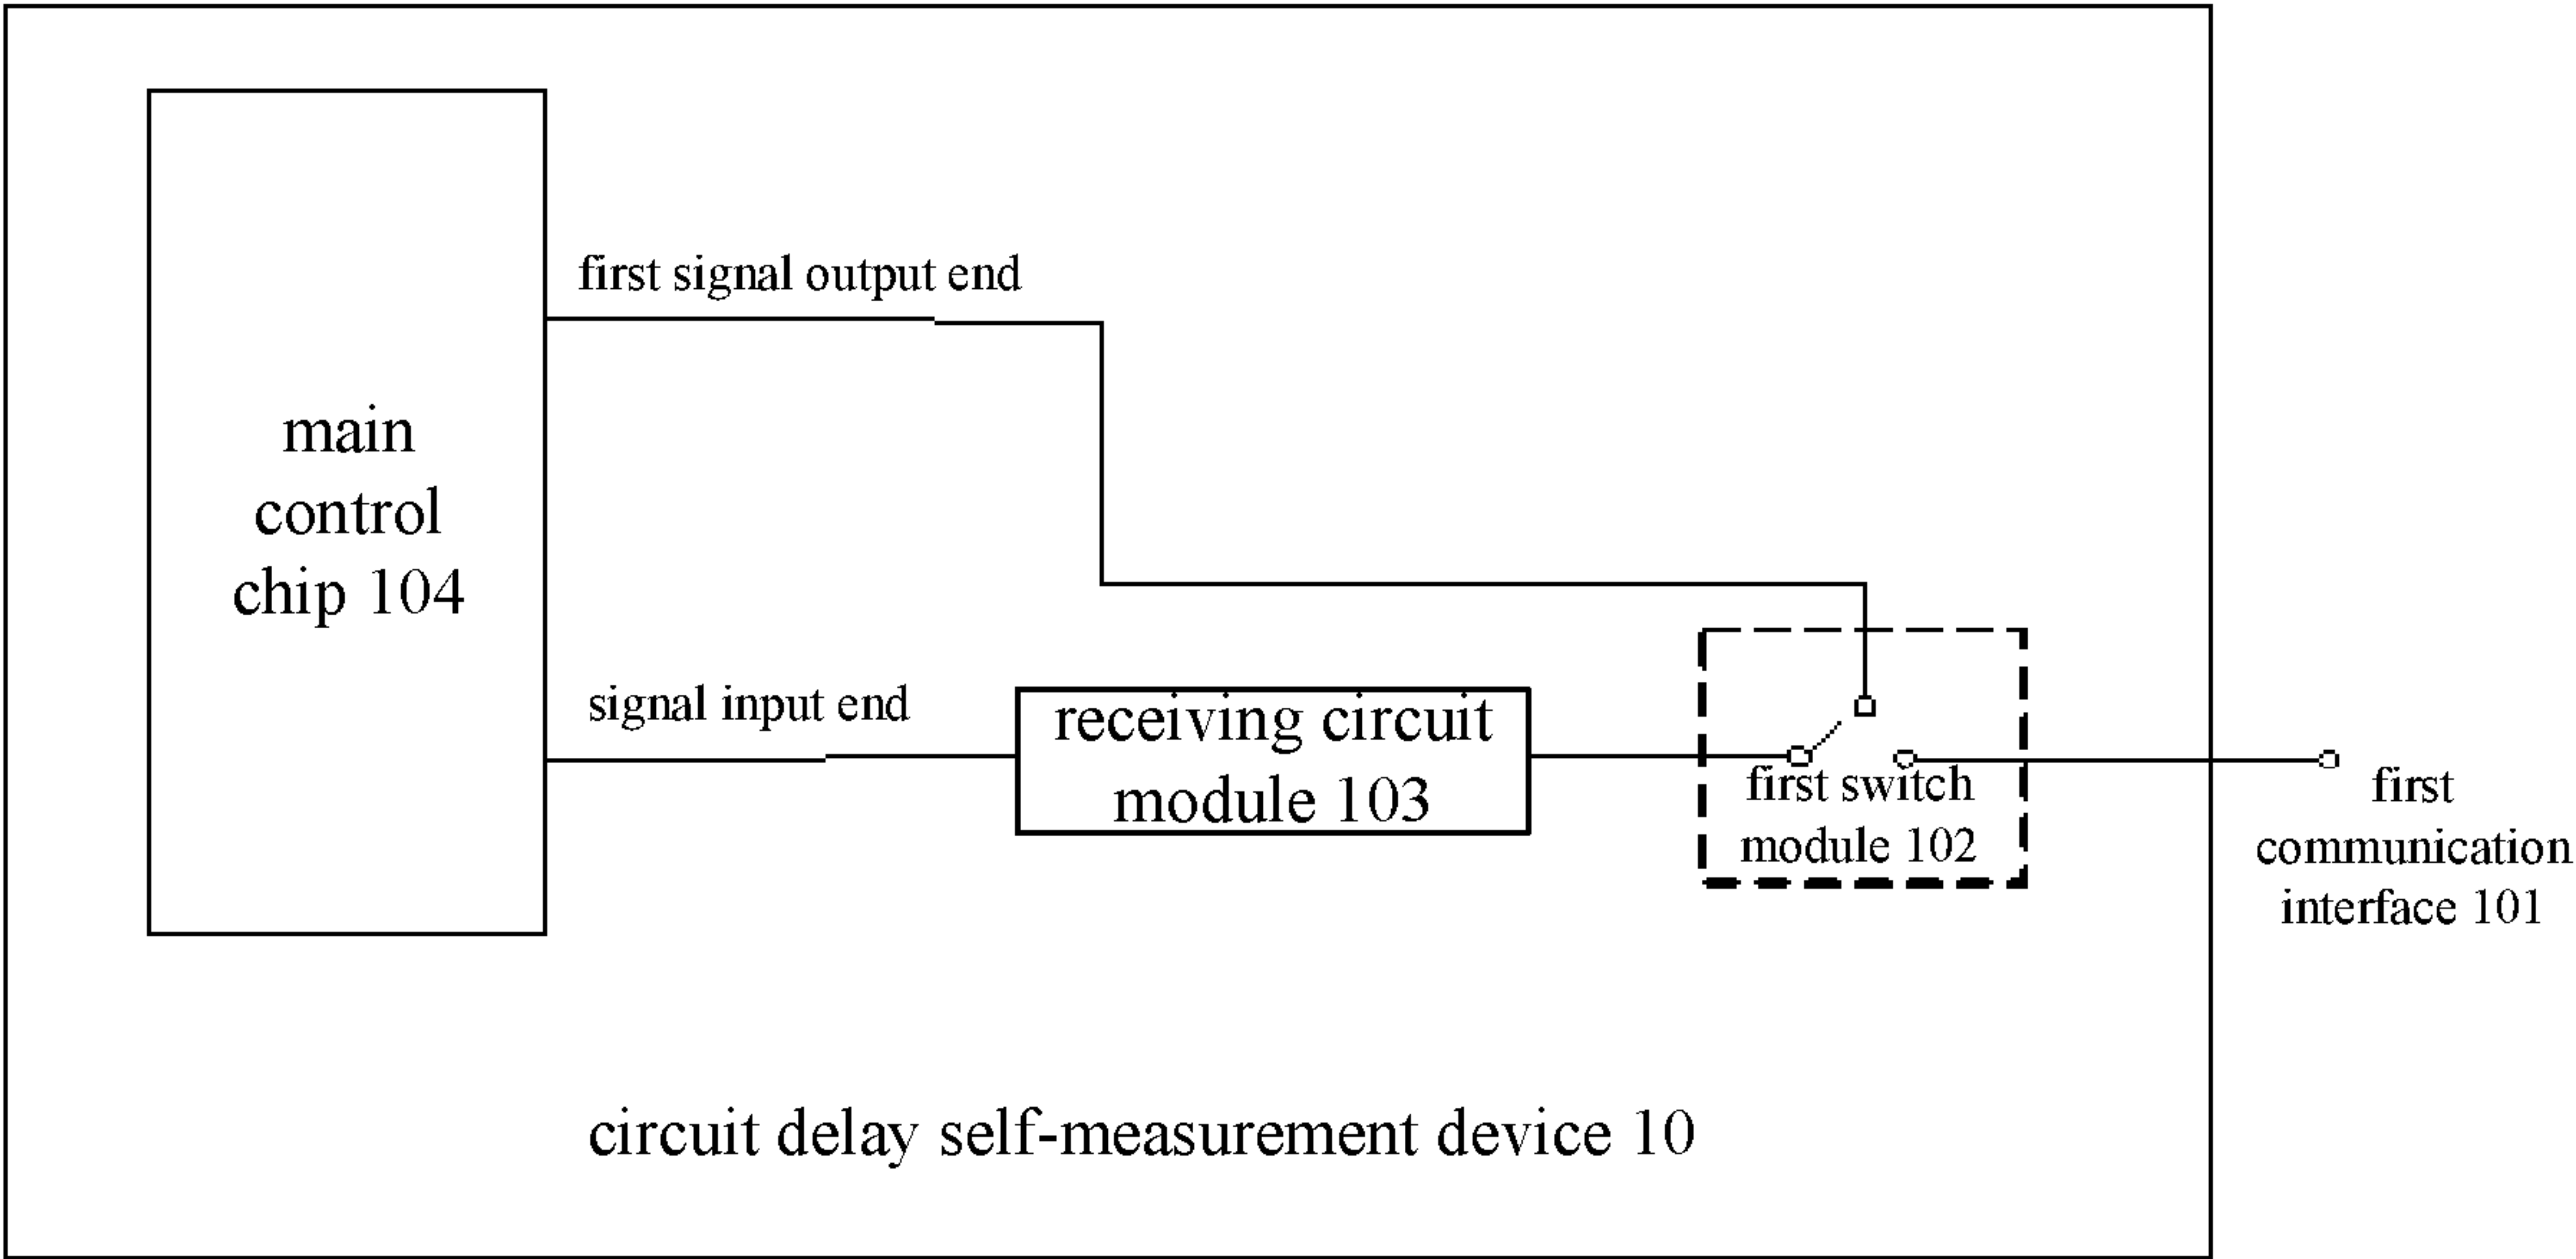 first signal output end
main
control
chip 104
signal input end
receiving circuit
module 103
first switch
module 102
first
communication
interface 101
circuit delay self-measurement device 10